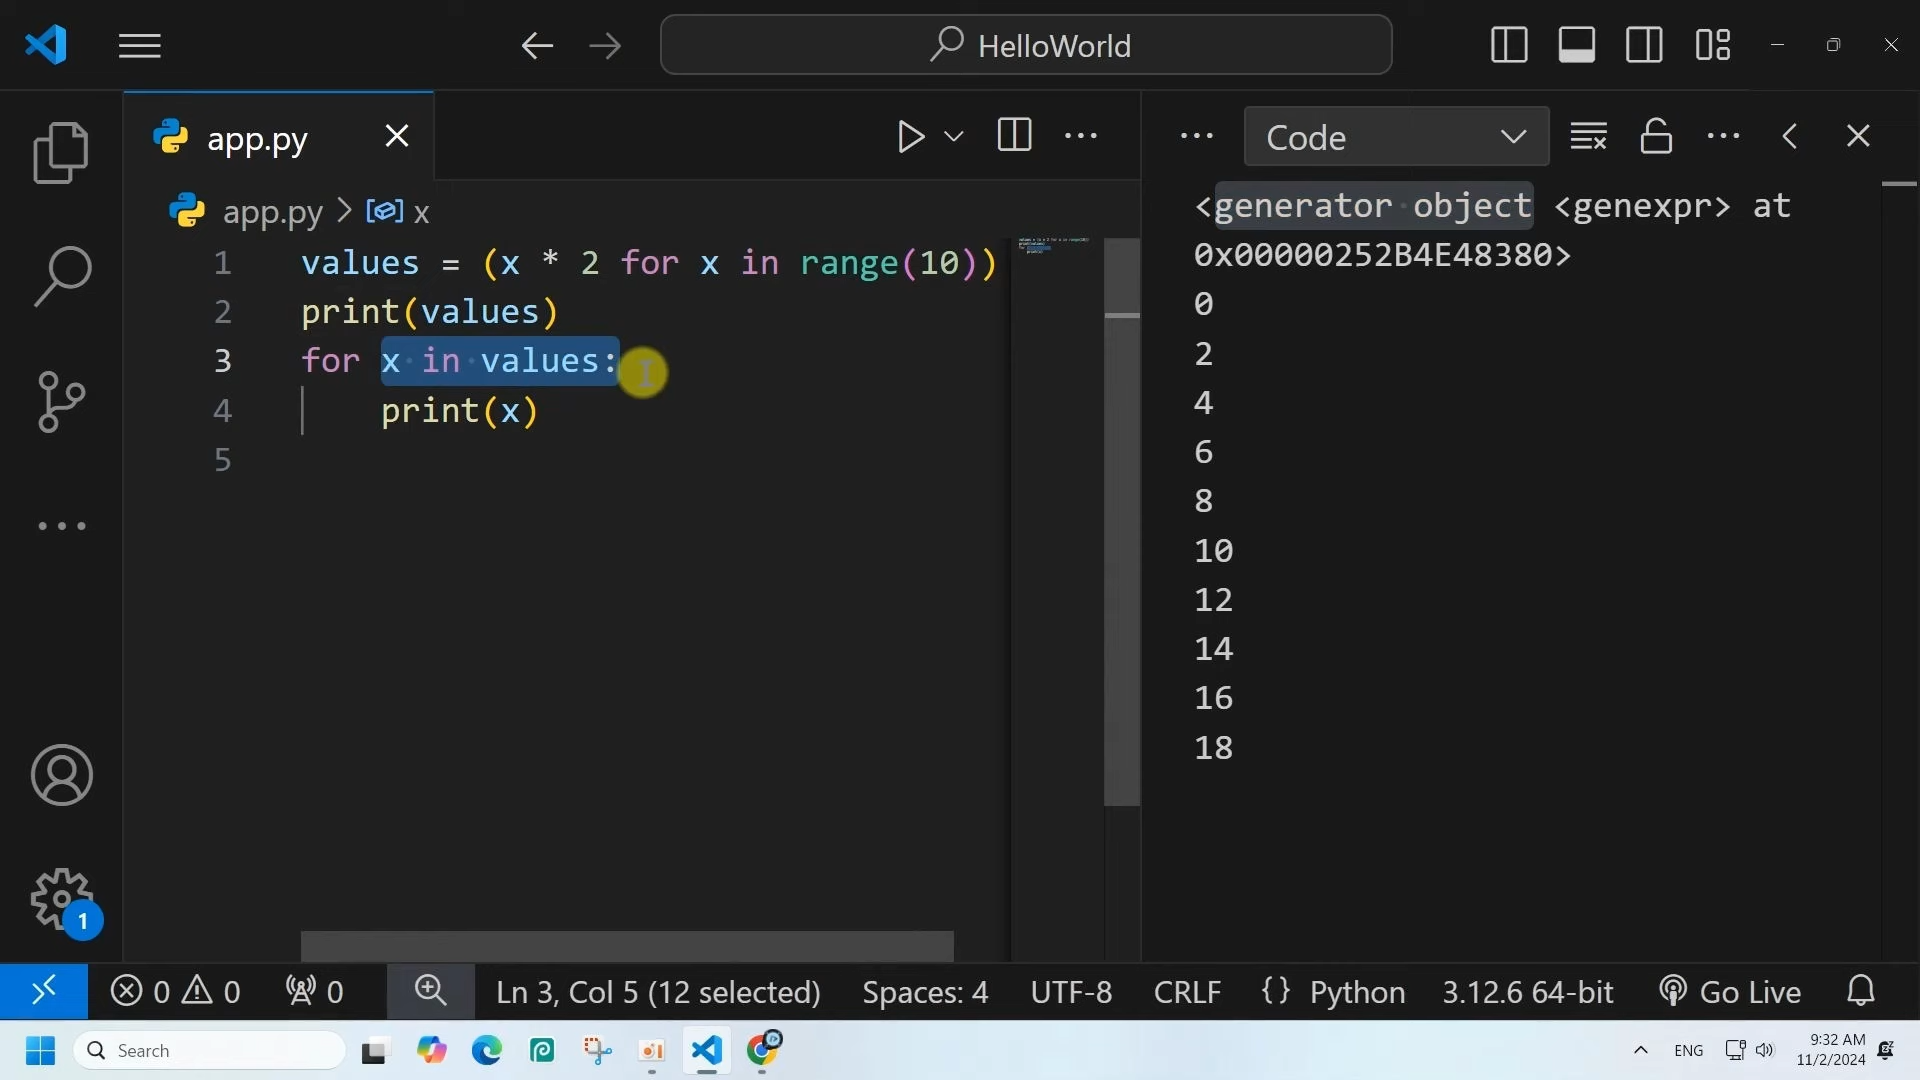 HelloWorld
app.py
Code
app.py > x
1 values = (x * 2 for x in range(10))
2 print(values)
3 for x in values:
4     print(x)
5
<generator object <genexpr> at
0x00000252B4E48380>
0
2
4
6
8
10
12
14
16
18
1
0 0 0 Ln 3, Col 5 (12 selected) Spaces: 4 UTF-8 CRLF {} Python 3.12.6 64-bit Go Live
Search
ENG
9:32 AM
11/2/2024